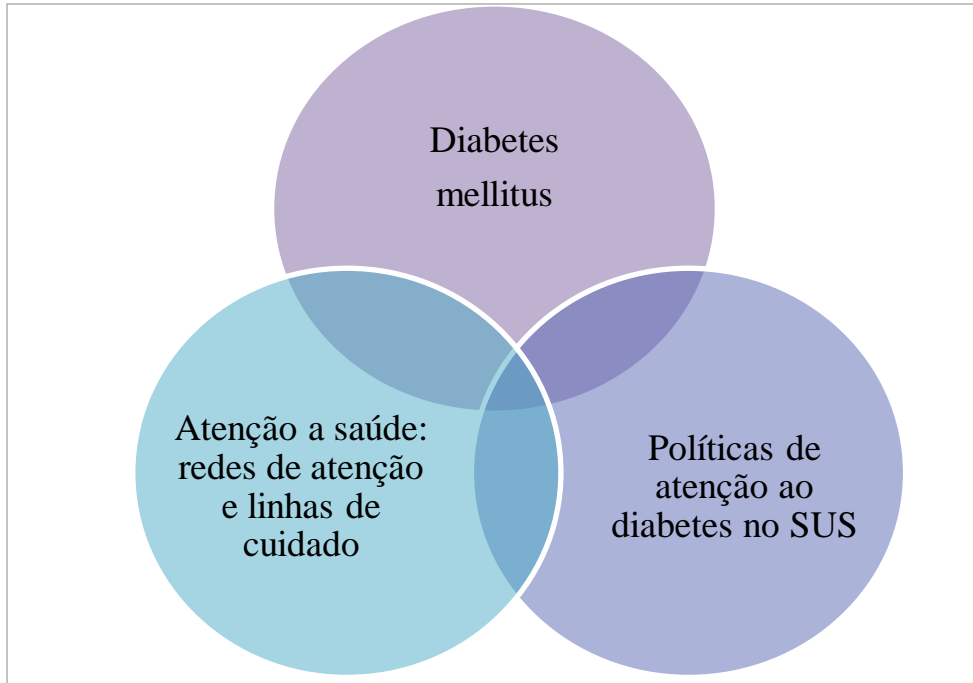 Diabetes
mellitus
Atenção a saúde:
redes de atenção
e linhas de
cuidado
Políticas de
atenção ao
diabetes no SUS